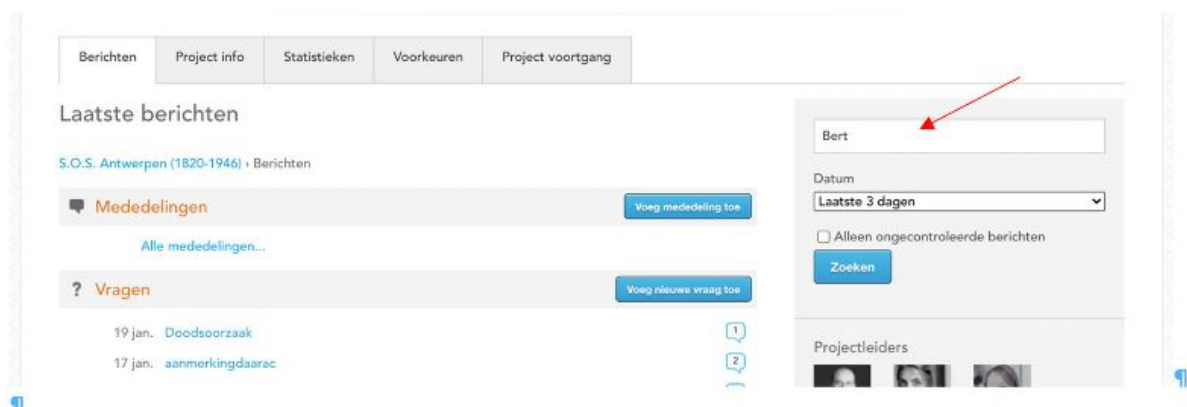 Berichten
Project info
Statistieken
Voorkeuren
Project voortgang
Laatste berichten
S.O.S. Antwerpen (1820-1946) › Berichten
Mededelingen
Voeg mededeling toe
Alle mededelingen...
? Vragen
Voeg nieuwe vraag toe
19 jan. Doodsoorzaak 1
17 jan. aanmerkingdaarac 2
Bert
Datum
Laatste 3 dagen
Alleen ongecontroleerde berichten
Zoeken
Projectleiders
¶
¶